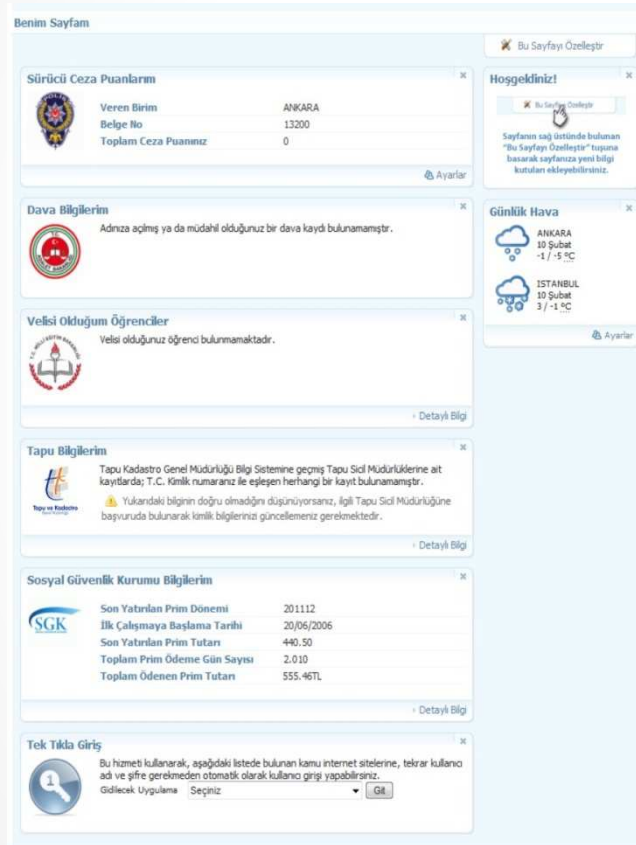 Benim Sayfam
Bu Sayfayı Özelleştir
Sürücü Ceza Puanlarım
Veren Birim ANKARA
Belge No 13200
Toplam Ceza Puanınız 0
Ayarlar
Hoşgeldiniz!
Bu Sayfayı Özelleştir
Sayfanın sağ üstünde bulunan
"Bu Sayfayı Özelleştir" tuşuna
basarak sayfanıza yeni bilgi
kutuları ekleyebilirsiniz.
Dava Bilgilerim
Adınıza açılmış ya da müdahil olduğunuz bir dava kaydı bulunamamıştır.
Günlük Hava
ANKARA
10 Şubat
-1 / -5 ºC
ISTANBUL
10 Şubat
3 / -1 ºC
Ayarlar
Velisi Olduğum Öğrenciler
Velisi olduğunuz öğrenci bulunmamaktadır.
Detaylı Bilgi
Tapu Bilgilerim
Tapu Kadastro Genel Müdürlüğü Bilgi Sistemine geçmiş Tapu Sicil Müdürlüklerine ait
kayıtlarda; T.C. Kimlik numaranız ile eşleşen herhangi bir kayıt bulunamamıştır.
Yukarıdaki bilginin doğru olmadığını düşünüyorsanız, ilgili Tapu Sicil Müdürlüğüne
başvuruda bulunarak kimlik bilgilerinizi güncellemeniz gerekmektedir.
Tapu ve Kadastro
Detaylı Bilgi
Sosyal Güvenlik Kurumu Bilgilerim
SGK
Son Yatırılan Prim Dönemi 201112
İlk Çalışmaya Başlama Tarihi 20/06/2006
Son Yatırılan Prim Tutarı 440.50
Toplam Prim Ödeme Gün Sayısı 2.010
Toplam Ödenen Prim Tutarı 555.46TL
Detaylı Bilgi
Tek Tıkla Giriş
1
Bu hizmeti kullanarak, aşağıdaki listede bulunan kamu internet sitelerine, tekrar kullanıcı
adı ve şifre gerekmeden otomatik olarak kullanıcı girişi yapabilirsiniz.
Gidilecek Uygulama Seçiniz Git